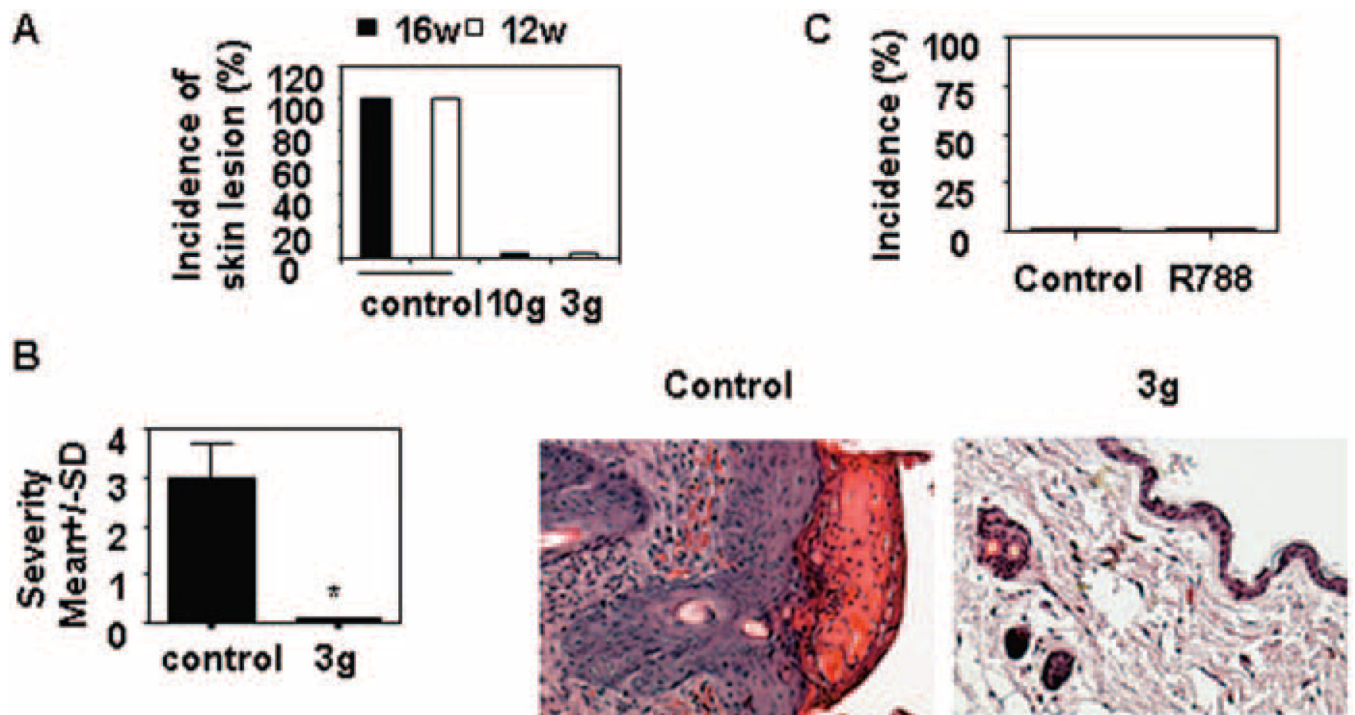 A
16w 12w
Incidence of
skin lesion (%)
120
100
80
60
40
20
0
control 10g 3g
C
Incidence (%)
100
75
50
25
0
Control R788
B
Severity
Mean+/-SD
4
3
2
1
0
*
control 3g
Control
3g